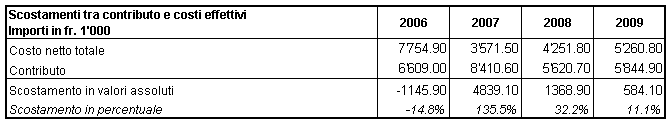 Scostamenti tra contributo e costi effettivi
Importi in fr. 1'000 2006 2007 2008 2009
Costo netto totale 7'754.90 3'571.50 4'251.80 5'260.80
Contributo 6'609.00 8'410.60 5'620.70 5'844.90
Scostamento in valori assoluti -1145.90 4839.10 1368.90 584.10
Scostamento in percentuale -14.8% 135.5% 32.2% 11.1%